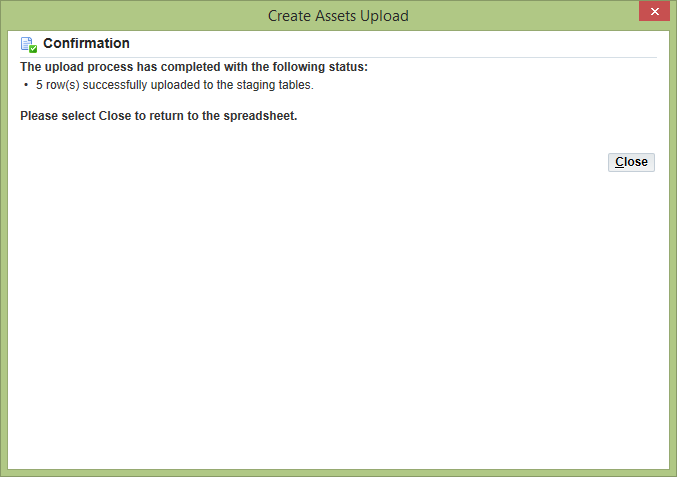 Create Assets Upload
Confirmation
The upload process has completed with the following status:
• 5 row(s) successfully uploaded to the staging tables.
Please select Close to return to the spreadsheet.
Close